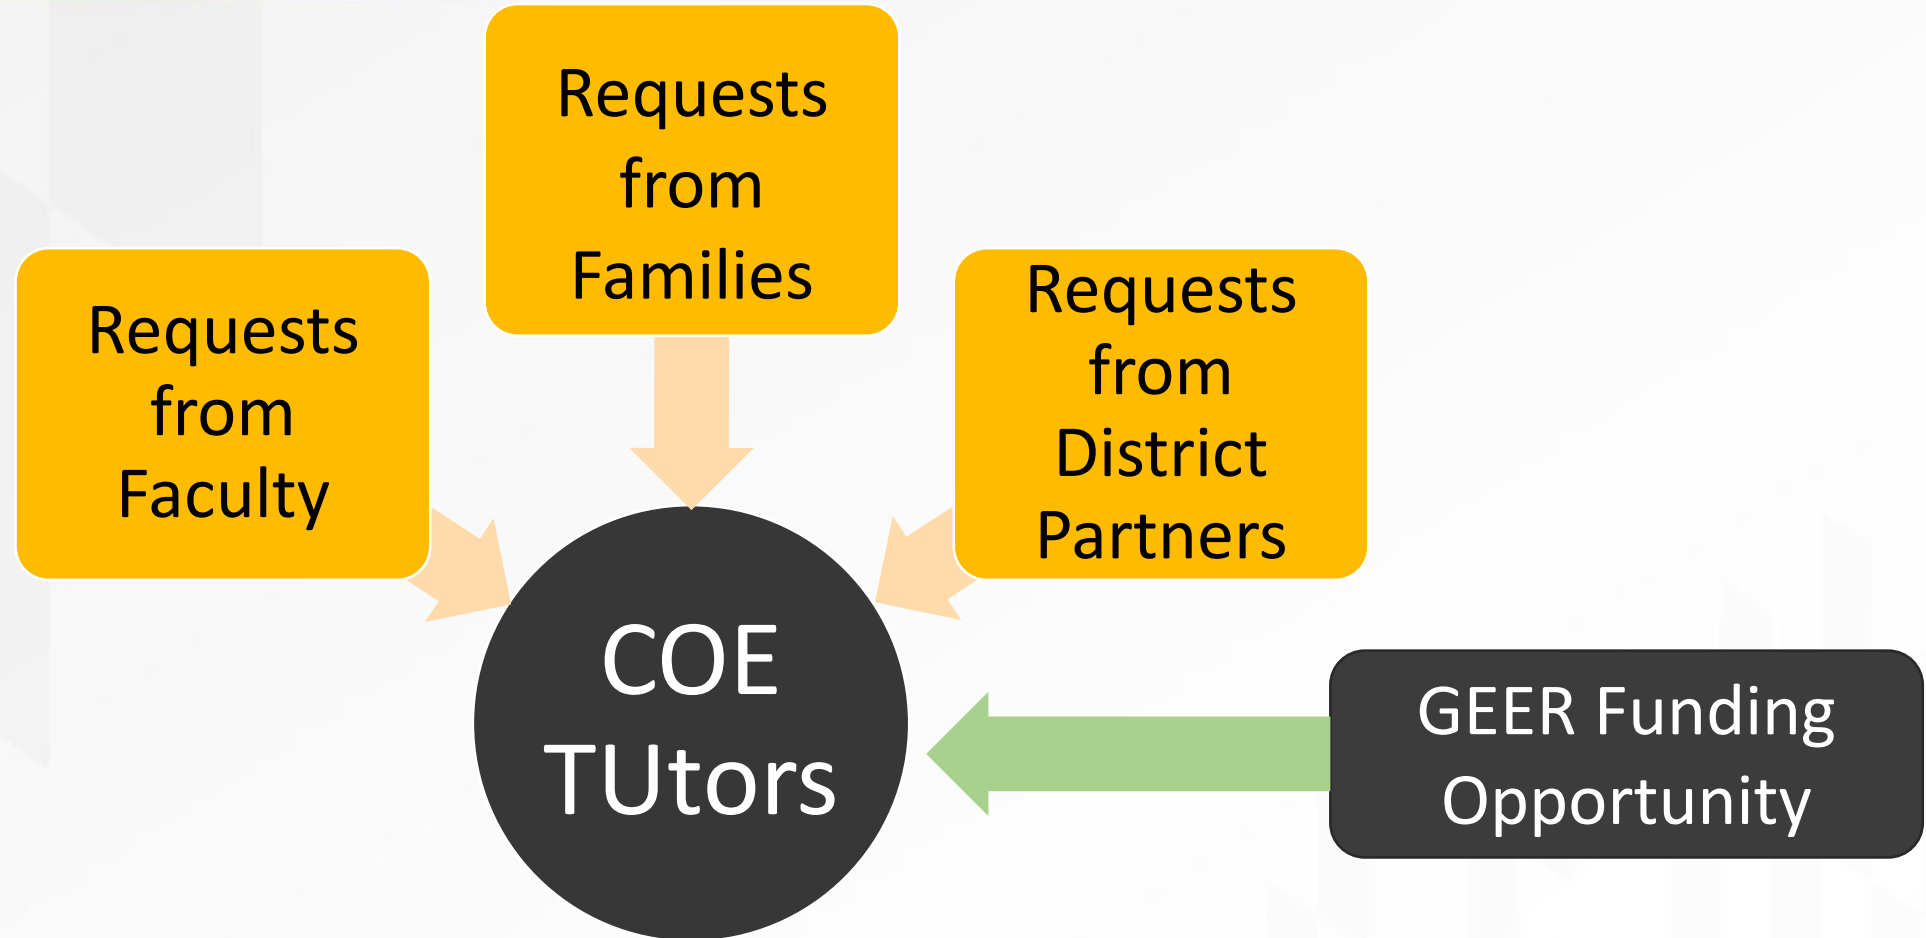 Requests
from
Families
Requests
from
Faculty
Requests
from
District
Partners
COE
TUtors
GEER Funding
Opportunity